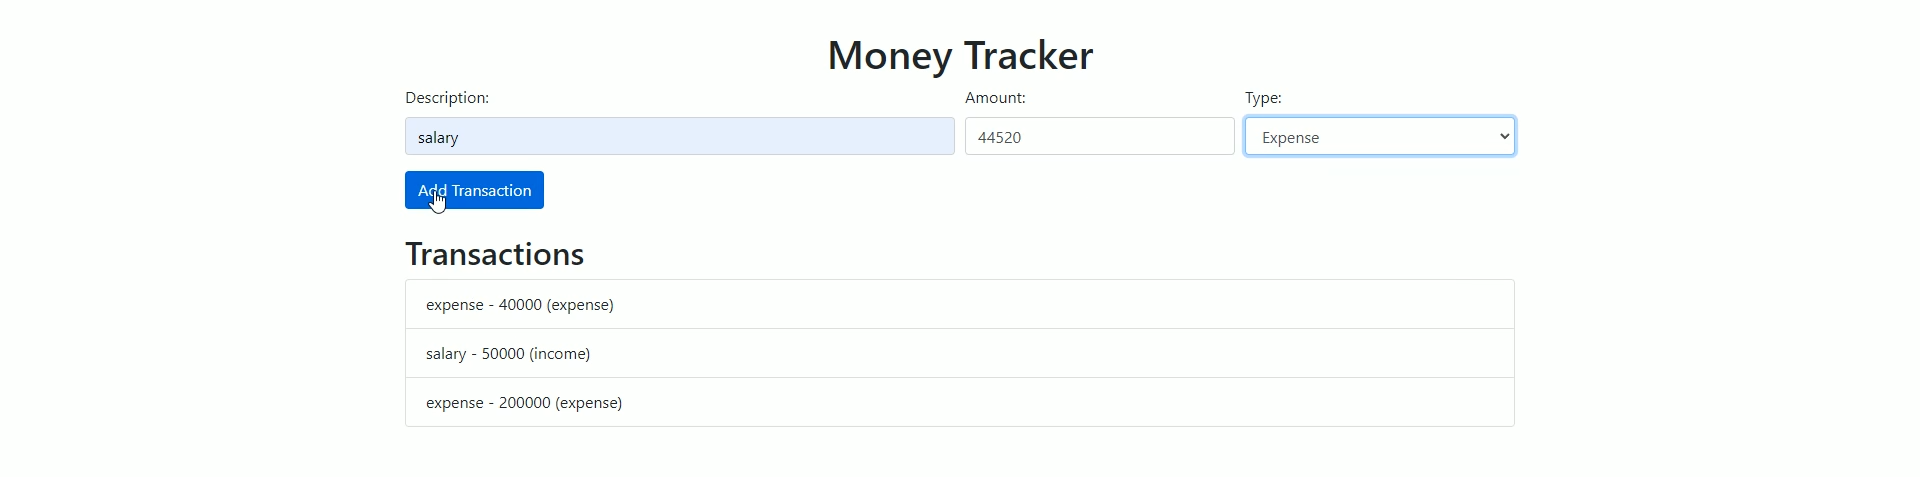 Money Tracker
Description: Amount: Type:
salary 44520 Expense
Add Transaction
Transactions
expense - 40000 (expense)
salary - 50000 (income)
expense - 200000 (expense)